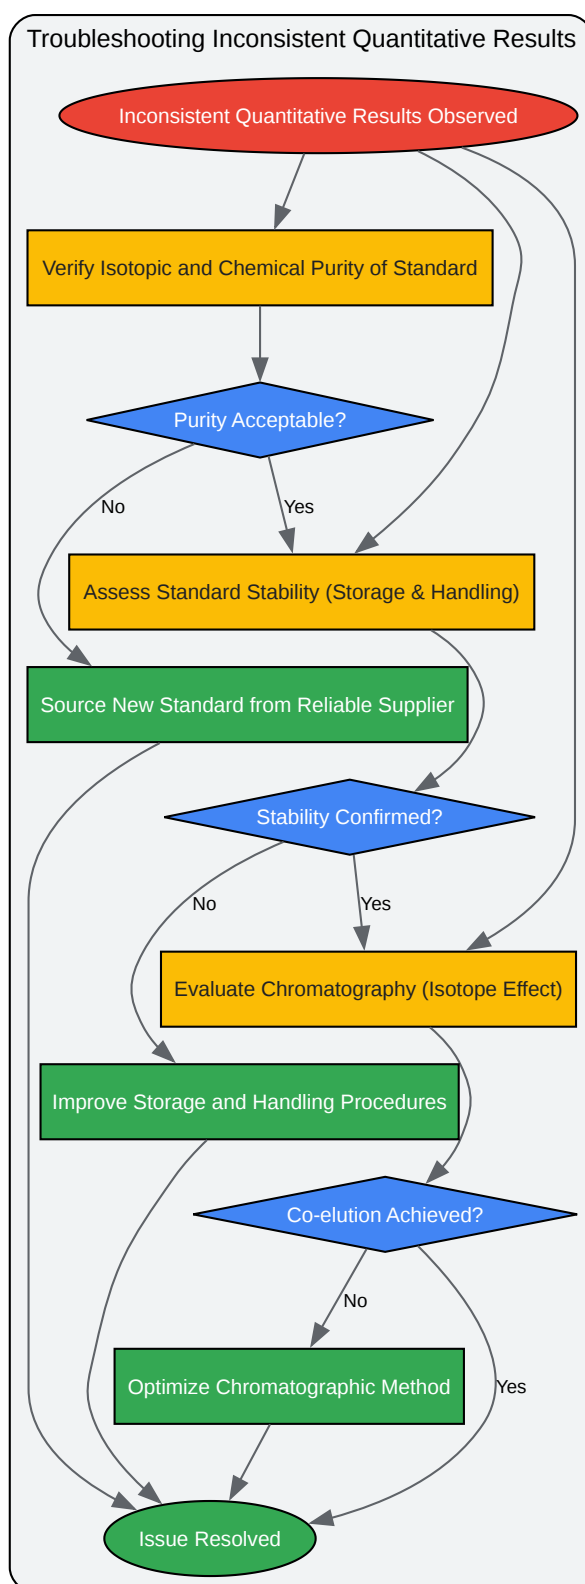 Troubleshooting Inconsistent Quantitative Results
Inconsistent Quantitative Results Observed
Verify Isotopic and Chemical Purity of Standard
Purity Acceptable?
No
Yes
Assess Standard Stability (Storage & Handling)
Source New Standard from Reliable Supplier
Stability Confirmed?
No
Yes
Evaluate Chromatography (Isotope Effect)
Improve Storage and Handling Procedures
Co-elution Achieved?
No
Optimize Chromatographic Method
Yes
Issue Resolved